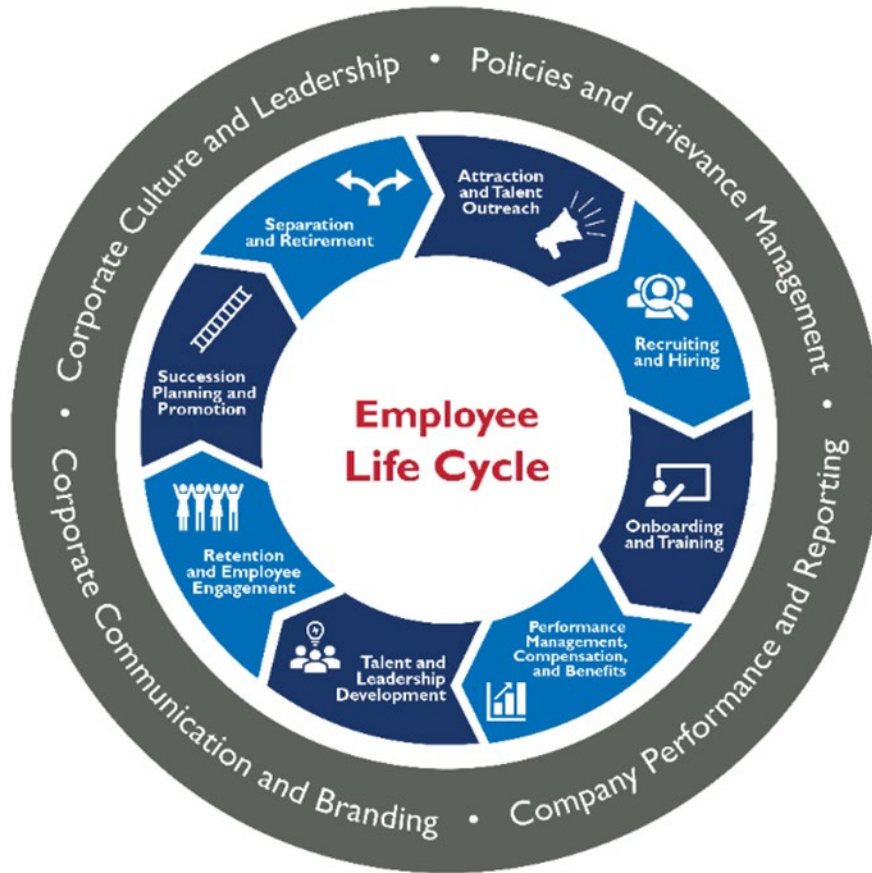 Corporate Culture and Leadership • Policies and Grievance Management • Company Performance and Reporting • Corporate Communication and Branding •
Attraction
and Talent
Outreach
Recruiting
and Hiring
Onboarding
and Training
Performance
Management,
Compensation,
and Benefits
Talent and
Leadership
Development
Retention
and Employee
Engagement
Succession
Planning and
Promotion
Separation
and Retirement
Employee
Life Cycle